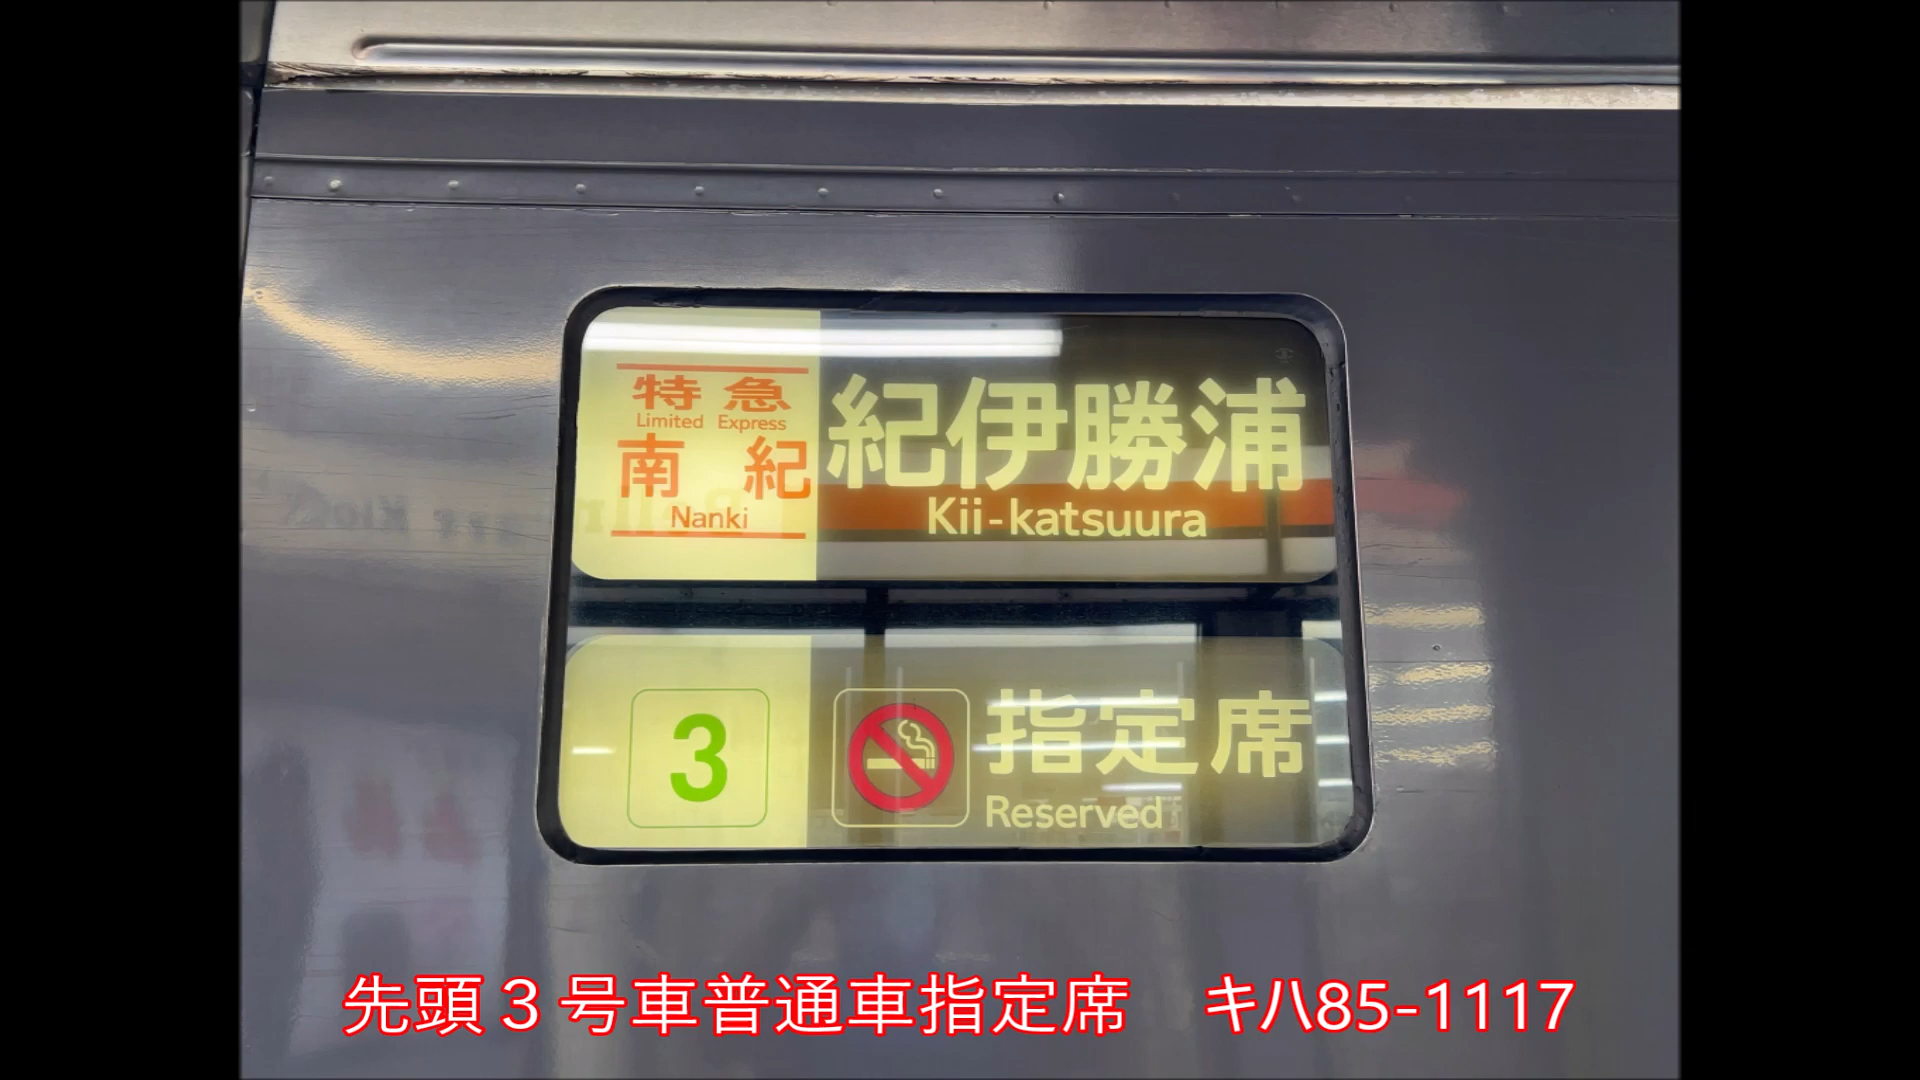 特急
Limited Express
南紀
Nanki
紀伊勝浦
Kii-katsuura
3
指定席
Reserved
先頭３号車普通車指定席　キハ85-1117